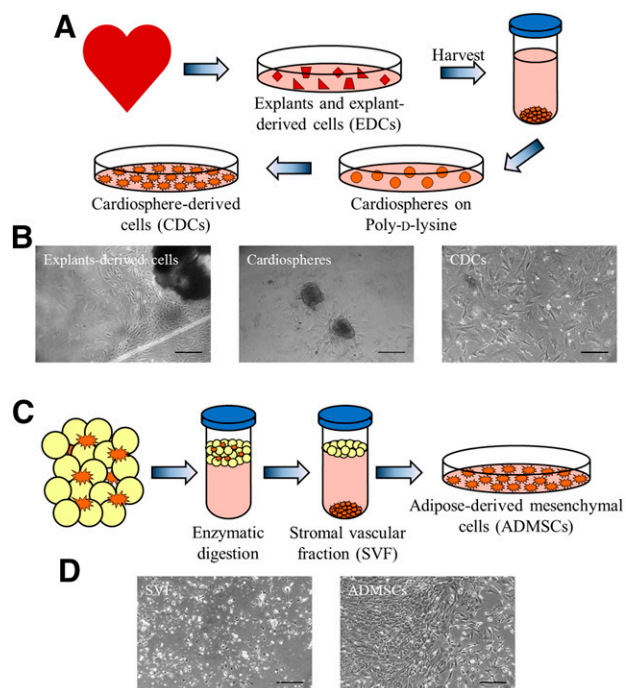 A
Harvest
Explants and explant-
derived cells (EDCs)
Cardiosphere-derived
cells (CDCs)
Cardiospheres on
Poly-D-lysine
B
Explants-derived cells
Cardiospheres
CDCs
C
Enzymatic
digestion
Stromal vascular
fraction (SVF)
Adipose-derived mesenchymal
cells (ADMSCs)
D
SVF
ADMSCs